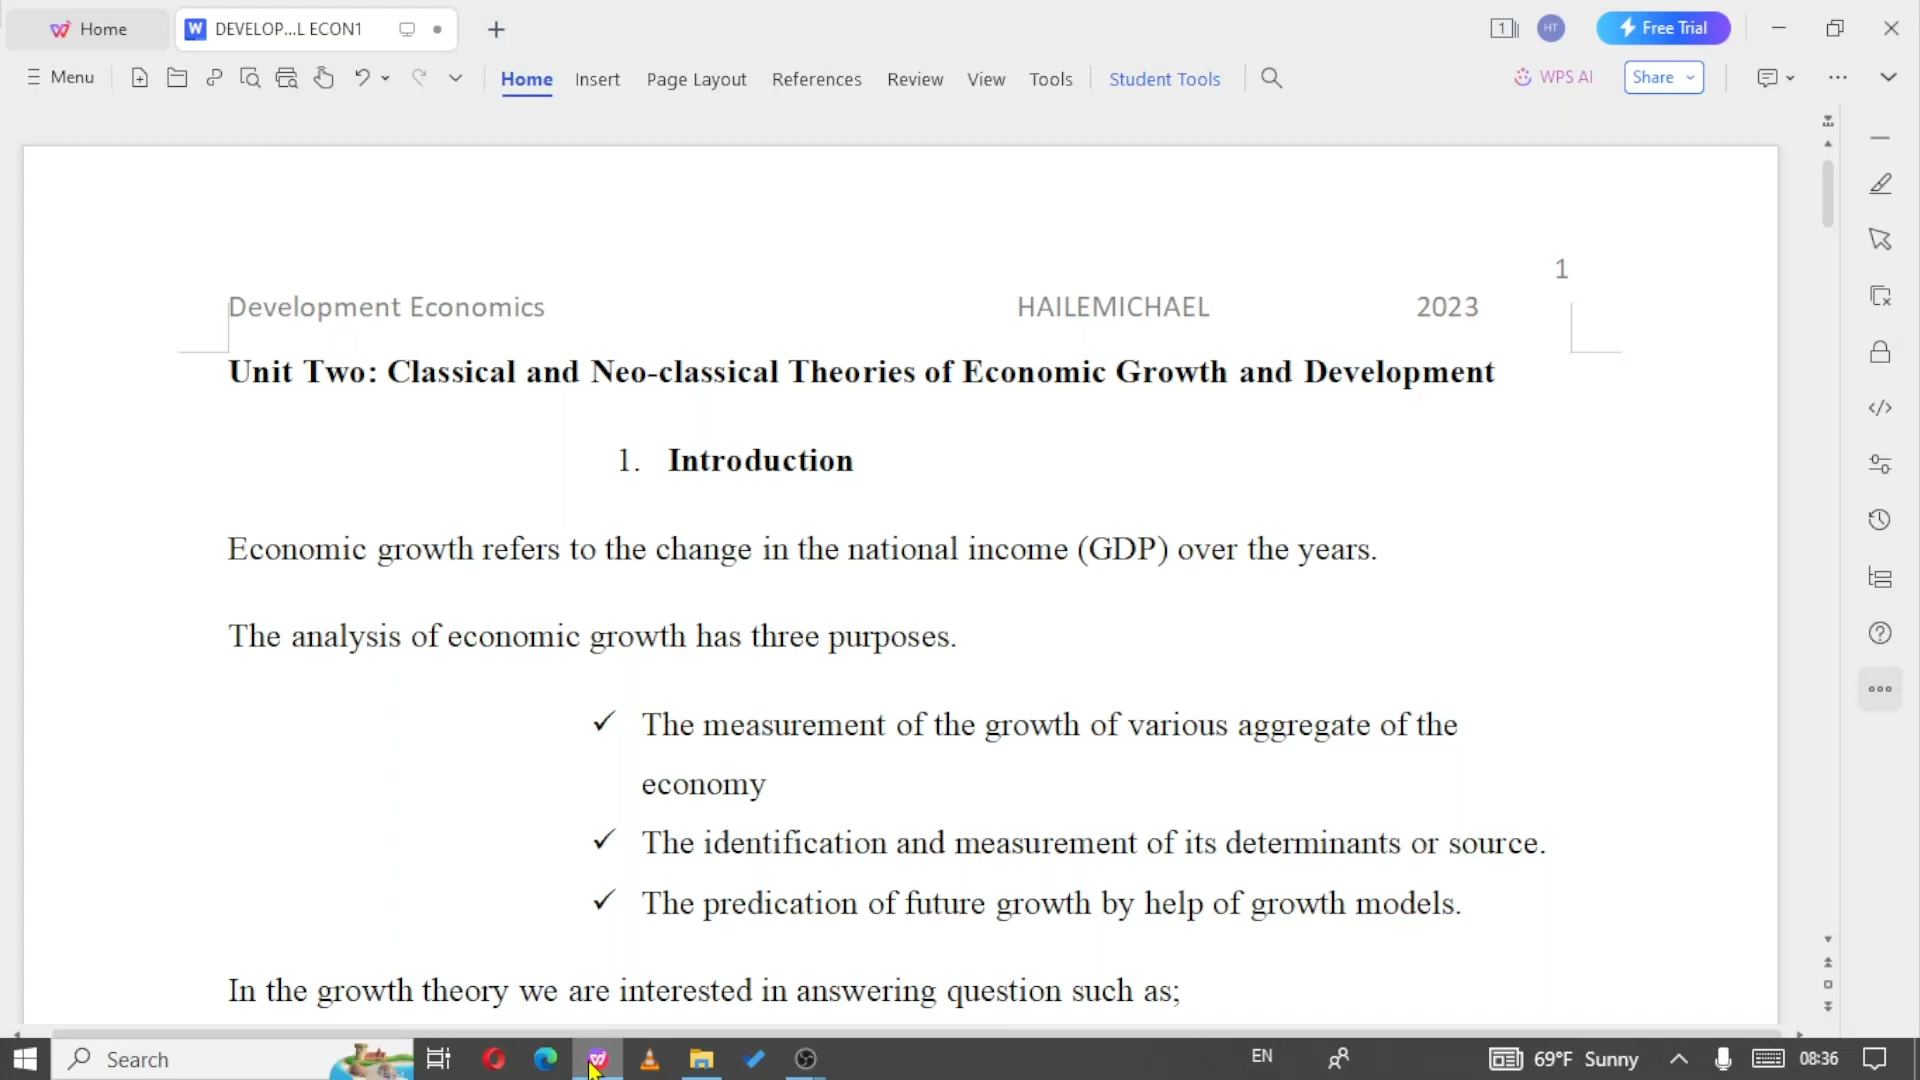 Home
DEVELOP...L ECON1
1
HT
Free Trial
Menu
Home Insert Page Layout References Review View Tools Student Tools
WPS AI
Share
1
Development Economics HAILEMICHAEL 2023
Unit Two: Classical and Neo-classical Theories of Economic Growth and Development
1. Introduction
Economic growth refers to the change in the national income (GDP) over the years.
The analysis of economic growth has three purposes.
✓ The measurement of the growth of various aggregate of the
economy
✓ The identification and measurement of its determinants or source.
✓ The predication of future growth by help of growth models.
In the growth theory we are interested in answering question such as;
Search
EN
69°F Sunny
08:36